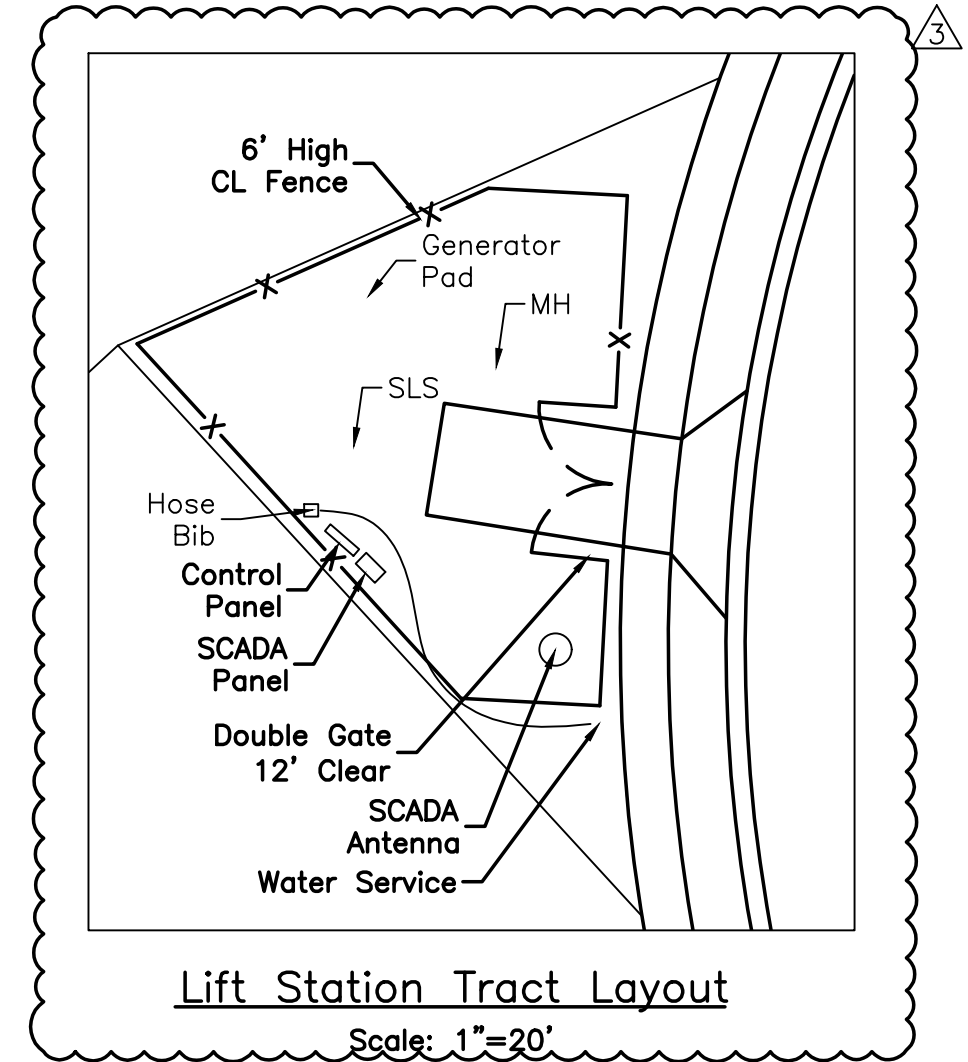 3
6' High
CL Fence
Generator
Pad
MH
SLS
Hose
Bib
Control
Panel
SCADA
Panel
Double Gate
12' Clear
SCADA
Antenna
Water Service
Lift Station Tract Layout
Scale: 1"=20'